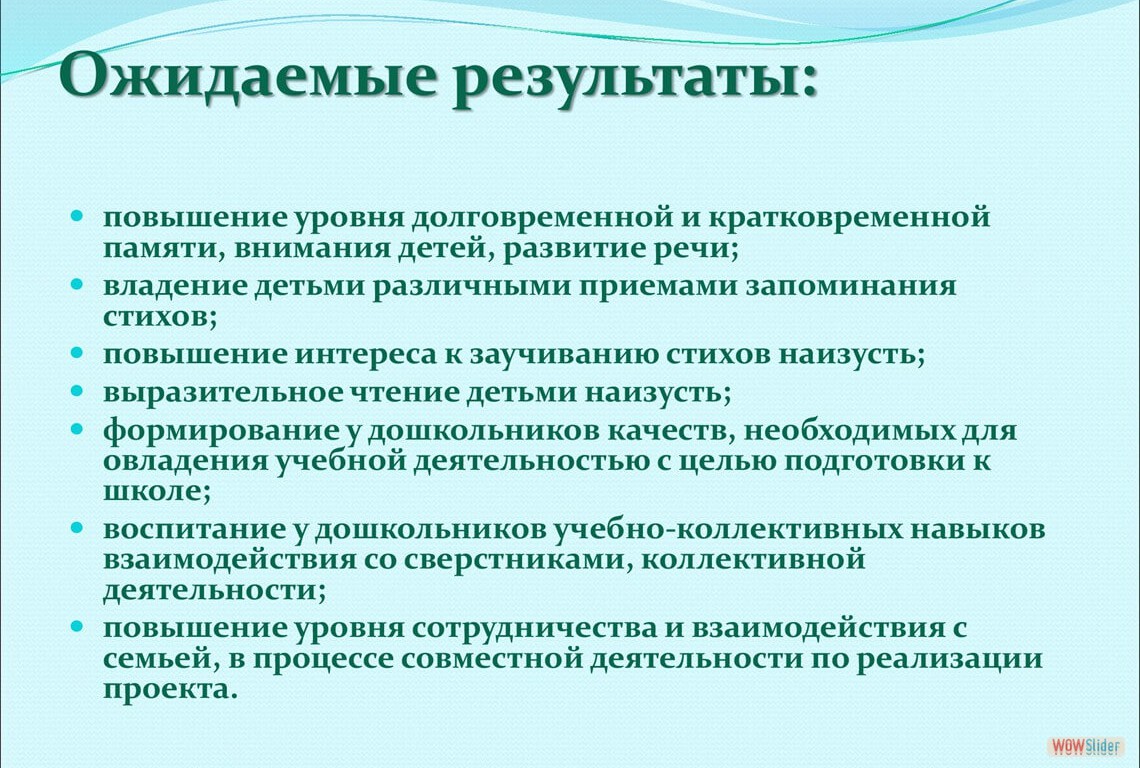 Ожидаемые результаты:
повышение уровня долговременной и кратковременной
памяти, внимания детей, развитие речи;
владение детьми различными приемами запоминания
стихов;
повышение интереса к заучиванию стихов наизусть;
выразительное чтение детьми наизусть;
формирование у дошкольников качеств, необходимых для
овладения учебной деятельностью с целью подготовки к
школе;
воспитание у дошкольников учебно-коллективных навыков
взаимодействия со сверстниками, коллективной
деятельности;
повышение уровня сотрудничества и взаимодействия с
семьей, в процессе совместной деятельности по реализации
проекта.
WOWSlider